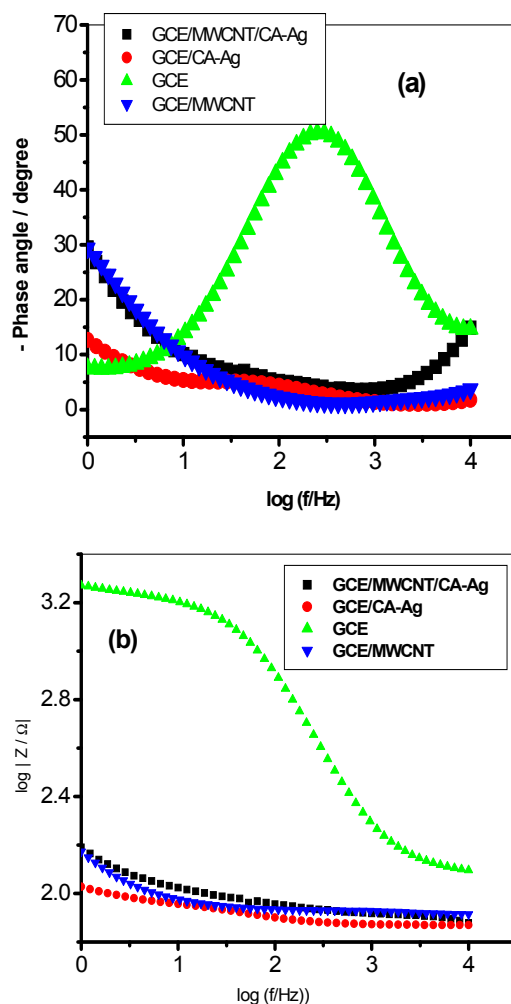 70
60
50
40
30
20
10
0
- Phase angle / degree
GCE/MWCNT/CA-Ag
GCE/CA-Ag
GCE
GCE/MWCNT
(a)
0 1 2 3 4
log (f/Hz)
3.2
2.8
2.4
2.0
log | Z / Ω|
(b)
GCE/MWCNT/CA-Ag
GCE/CA-Ag
GCE
GCE/MWCNT
0 1 2 3 4
log (f/Hz))